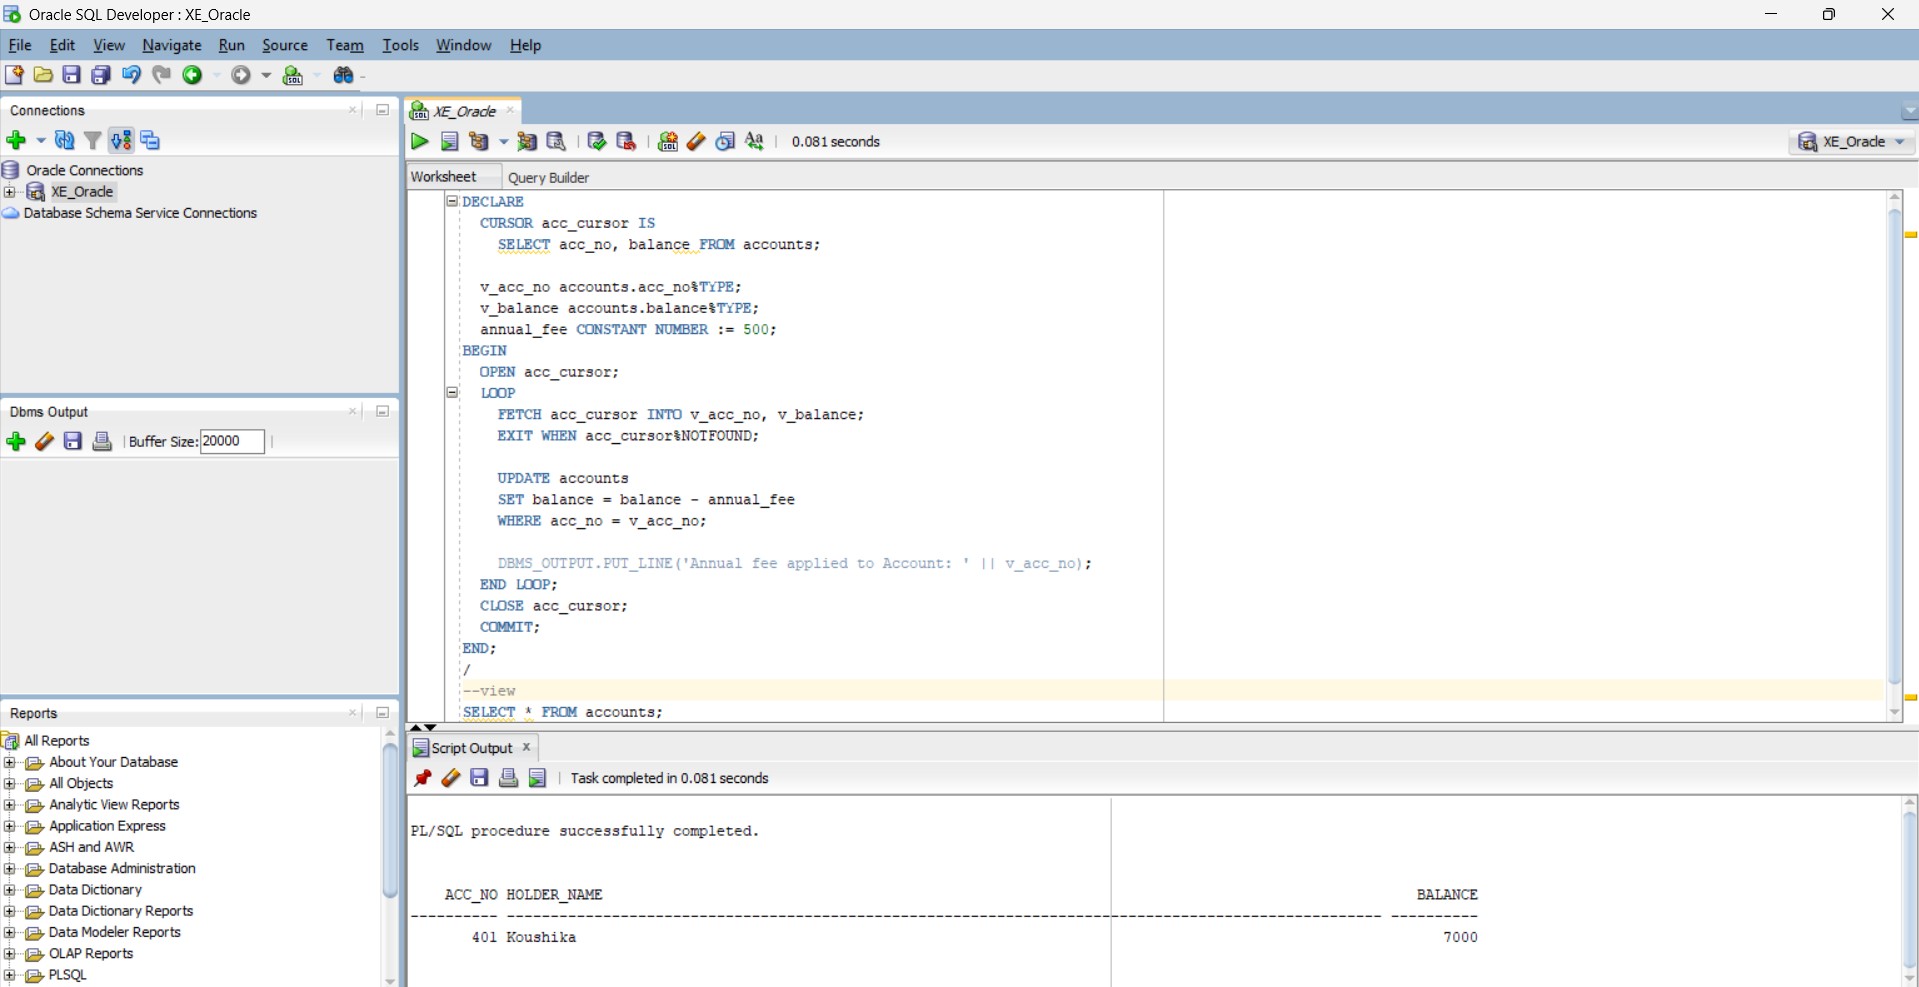 Oracle SQL Developer : XE_Oracle
File Edit View Navigate Run Source Team Tools Window Help
Connections
Oracle Connections
XE_Oracle
Database Schema Service Connections
Dbms Output
Buffer Size: 20000
Reports
All Reports
About Your Database
All Objects
Analytic View Reports
Application Express
ASH and AWR
Database Administration
Data Dictionary
Data Dictionary Reports
Data Modeler Reports
OLAP Reports
PLSQL
XE_Oracle
0.081 seconds
XE_Oracle
Worksheet Query Builder
DECLARE
CURSOR acc_cursor IS
SELECT acc_no, balance FROM accounts;
v_acc_no accounts.acc_no%TYPE;
v_balance accounts.balance%TYPE;
annual_fee CONSTANT NUMBER := 500;
BEGIN
OPEN acc_cursor;
LOOP
FETCH acc_cursor INTO v_acc_no, v_balance;
EXIT WHEN acc_cursor%NOTFOUND;
UPDATE accounts
SET balance = balance - annual_fee
WHERE acc_no = v_acc_no;
DBMS_OUTPUT.PUT_LINE('Annual fee applied to Account: ' || v_acc_no);
END LOOP;
CLOSE acc_cursor;
COMMIT;
END;
/
--view
SELECT * FROM accounts;
Script Output
Task completed in 0.081 seconds
PL/SQL procedure successfully completed.
ACC_NO HOLDER_NAME BALANCE
401 Koushika 7000